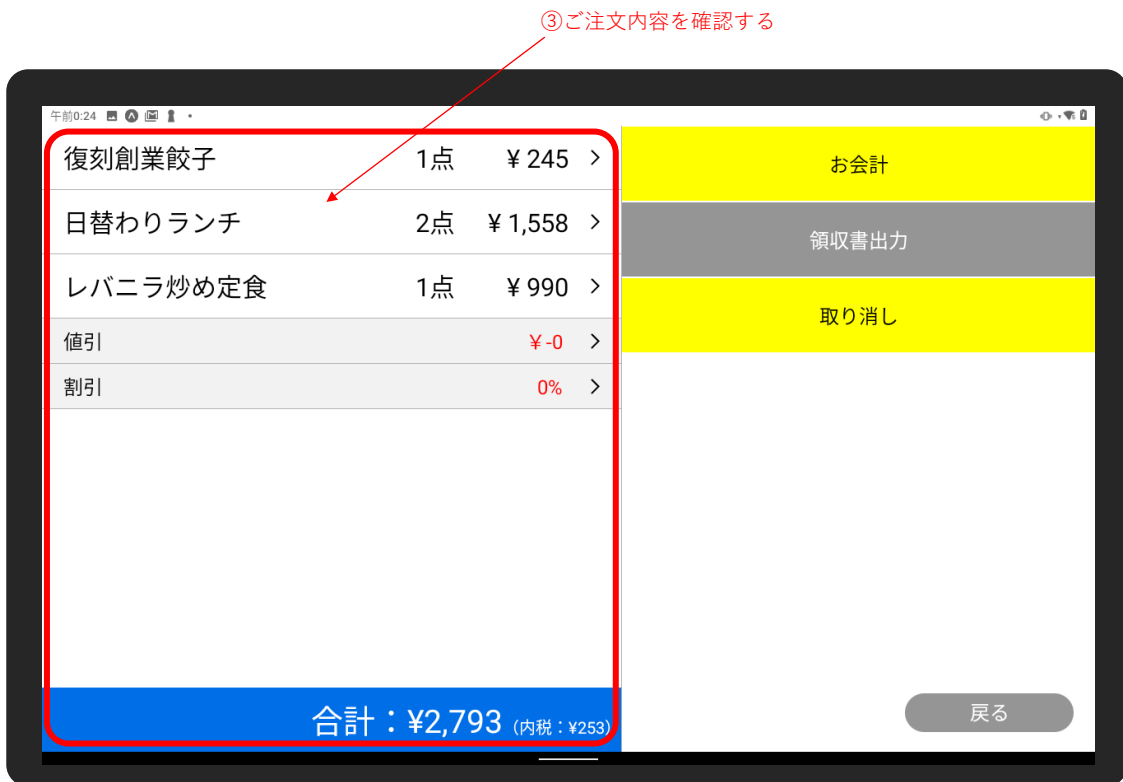 ③ご注文内容を確認する
午前0:24
復刻創業餃子 1点 ¥ 245 >
日替わりランチ 2点 ¥ 1,558 >
レバニラ炒め定食 1点 ¥ 990 >
値引 ¥ -0 >
割引 0% >
合計：¥2,793 (内税：¥253)
お会計
領収書出力
取り消し
戻る